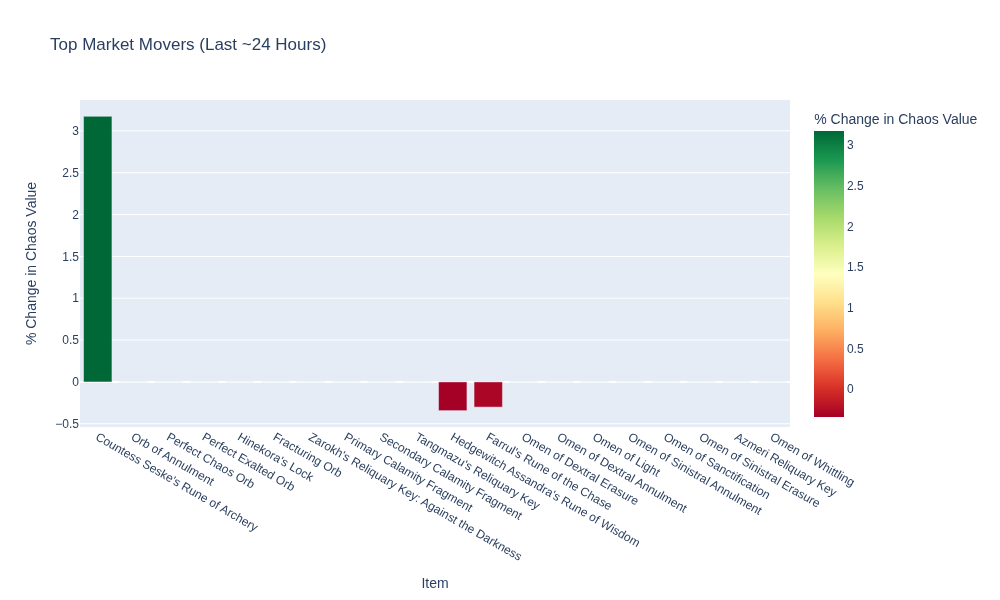 Top Market Movers (Last ~24 Hours)
% Change in Chaos Value
3
2.5
2
1.5
1
0.5
0
−0.5
Countess Seske's Rune of Archery
Orb of Annulment
Perfect Chaos Orb
Perfect Exalted Orb
Hinekora's Lock
Fracturing Orb
Zarokh's Reliquary Key: Against the Darkness
Primary Calamity Fragment
Secondary Calamity Fragment
Tangmazu's Reliquary Key
Hedgewitch Assandra's Rune of Wisdom
Farrul's Rune of the Chase
Omen of Dextral Erasure
Omen of Dextral Annulment
Omen of Light
Omen of Sinistral Annulment
Omen of Sanctification
Omen of Sinistral Erasure
Azmeri Reliquary Key
Omen of Whittling
Item
% Change in Chaos Value
3
2.5
2
1.5
1
0.5
0